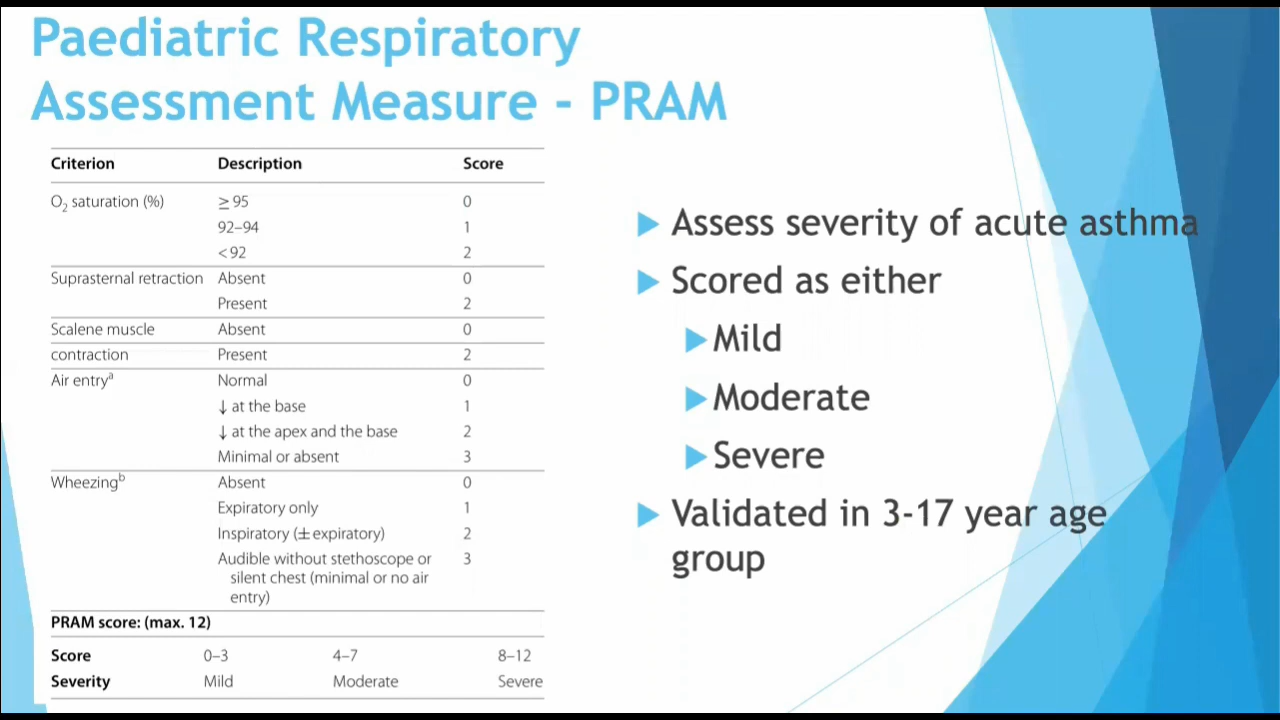 Paediatric Respiratory
Assessment Measure - PRAM
Criterion Description Score
O₂ saturation (%) ≥ 95 0
92–94 1
< 92 2
Suprasternal retraction Absent 0
Present 2
Scalene muscle Absent 0
contraction Present 2
Air entryᵃ Normal 0
↓ at the base 1
↓ at the apex and the base 2
Minimal or absent 3
Wheezingᵇ Absent 0
Expiratory only 1
Inspiratory (± expiratory) 2
Audible without stethoscope or 3
silent chest (minimal or no air
entry)
PRAM score: (max. 12)
Score 0–3 4–7 8–12
Severity Mild Moderate Severe
Assess severity of acute asthma
Scored as either
Mild
Moderate
Severe
Validated in 3-17 year age
group